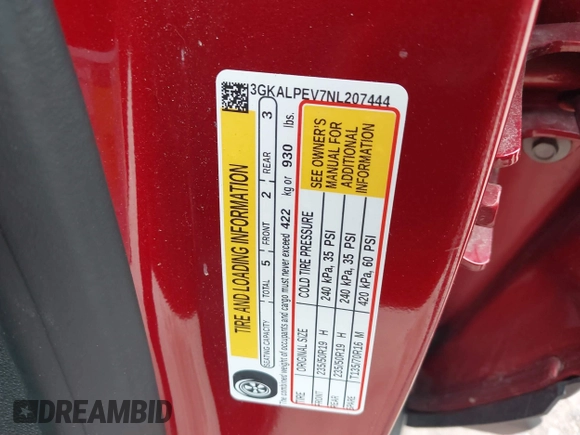 3GKALPEV7NL207444
TIRE AND LOADING INFORMATION
SEATING CAPACITY TOTAL 5 FRONT 2 REAR 3
The combined weight of occupants and cargo must never exceed 422 kg or 930 lbs.
TIRE ORIGINAL SIZE COLD TIRE PRESSURE
FRONT 235/50R19 H 240 kPa, 35 PSI
REAR 235/50R19 H 240 kPa, 35 PSI
SPARE T135/70R16 M 420 kPa, 60 PSI
SEE OWNER'S
MANUAL FOR
ADDITIONAL
INFORMATION
DREAMBID